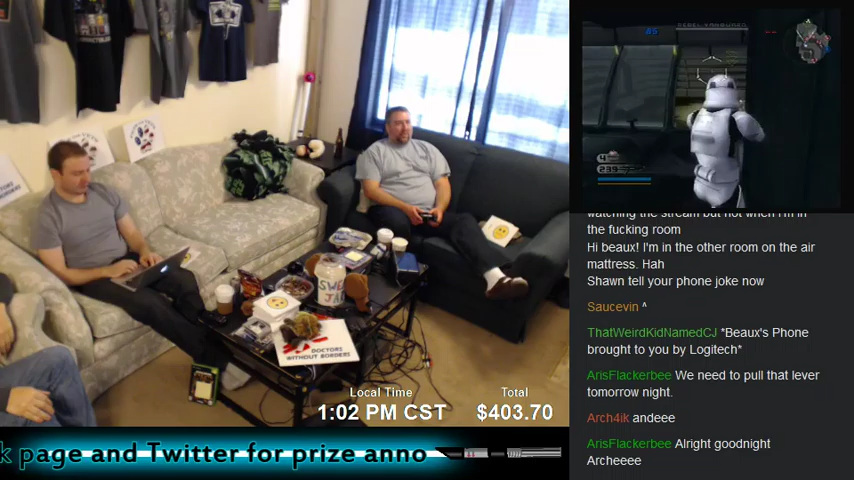 SWEAR
JAR
DOCTORS
WITHOUT BORDERS
Local Time
1:02 PM CST
Total
$403.70
k page and Twitter for prize anno
watching the stream but not when I'm in
the fucking room
Hi beaux! I'm in the other room on the air
mattress. Hah
Shawn tell your phone joke now
Saucevin ^
ThatWeirdKidNamedCJ *Beaux's Phone
brought to you by Logitech*
ArisFlackerbee We need to pull that lever
tomorrow night.
Arch4ik andeee
ArisFlackerbee Alright goodnight
Archeeee